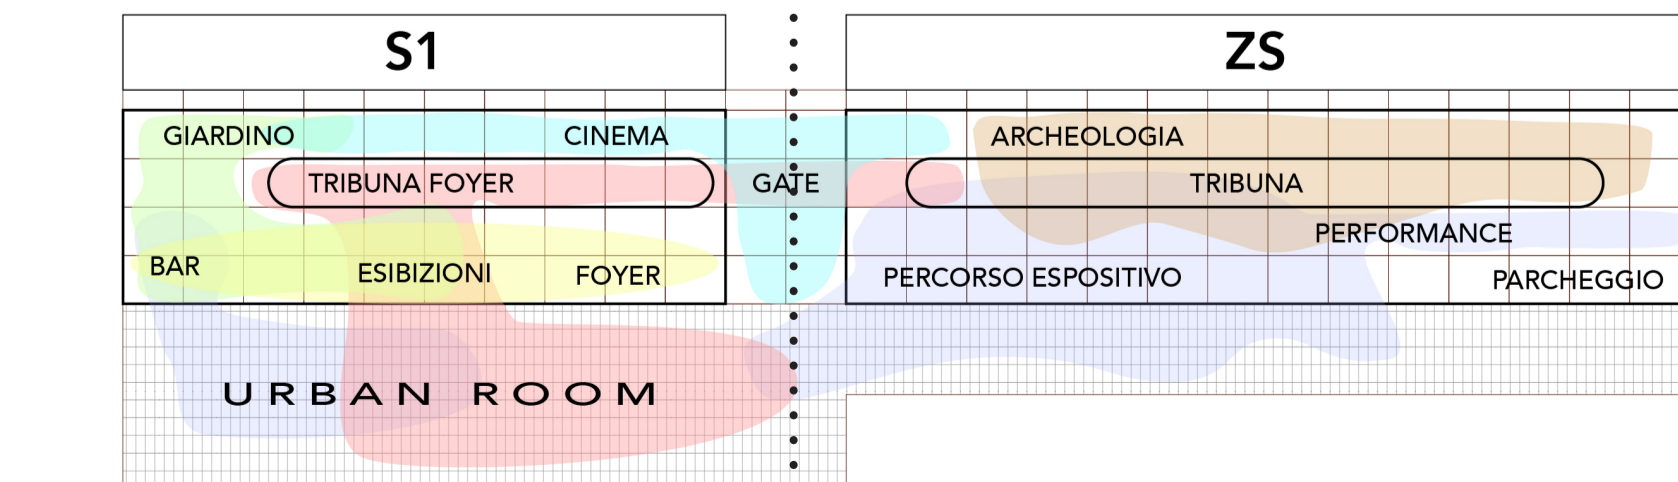 S1
ZS
GIARDINO
CINEMA
ARCHEOLOGIA
TRIBUNA FOYER
GATE
TRIBUNA
PERFORMANCE
BAR
ESIBIZIONI
FOYER
PERCORSO ESPOSITIVO
PARCHEGGIO
URBAN ROOM